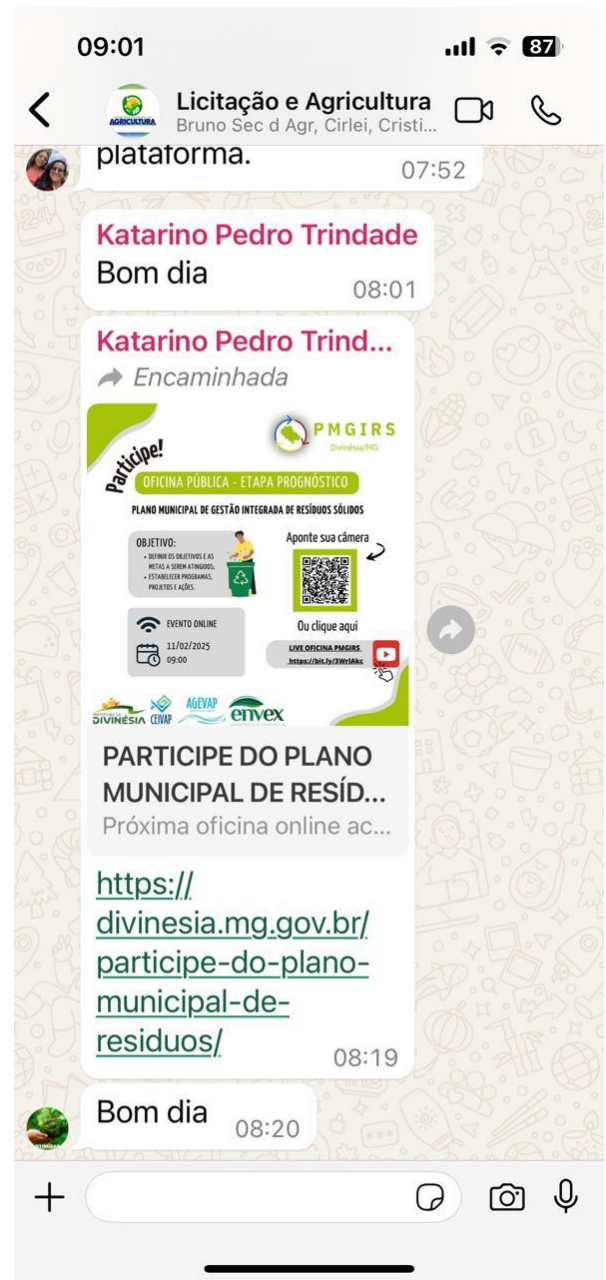 09:01
87
Licitação e Agricultura
Bruno Sec d Agr, Cirlei, Cristi...
AGRICULTURA
plataforma.
07:52
Katarino Pedro Trindade
Bom dia
08:01
Katarino Pedro Trind...
Encaminhada
Participe!
PMGIRS
Divinésia/MG
OFICINA PÚBLICA - ETAPA PROGNÓSTICO
PLANO MUNICIPAL DE GESTÃO INTEGRADA DE RESÍDUOS SÓLIDOS
OBJETIVO:
• DEFINIR OS OBJETIVOS E AS
METAS A SEREM ATINGIDOS;
• ESTABELECER PROGRAMAS,
PROJETOS E AÇÕES.
Aponte sua câmera
EVENTO ONLINE
11/02/2025
09:00
Ou clique aqui
LIVE OFICINA PMGIRS
https://bit.ly/3WrlAkc
DIVINÉSIA
CEIVAP
AGEVAP
envex
PARTICIPE DO PLANO
MUNICIPAL DE RESÍD...
Próxima oficina online ac...
https://
divinesia.mg.gov.br/
participe-do-plano-
municipal-de-
residuos/
08:19
Bom dia
08:20